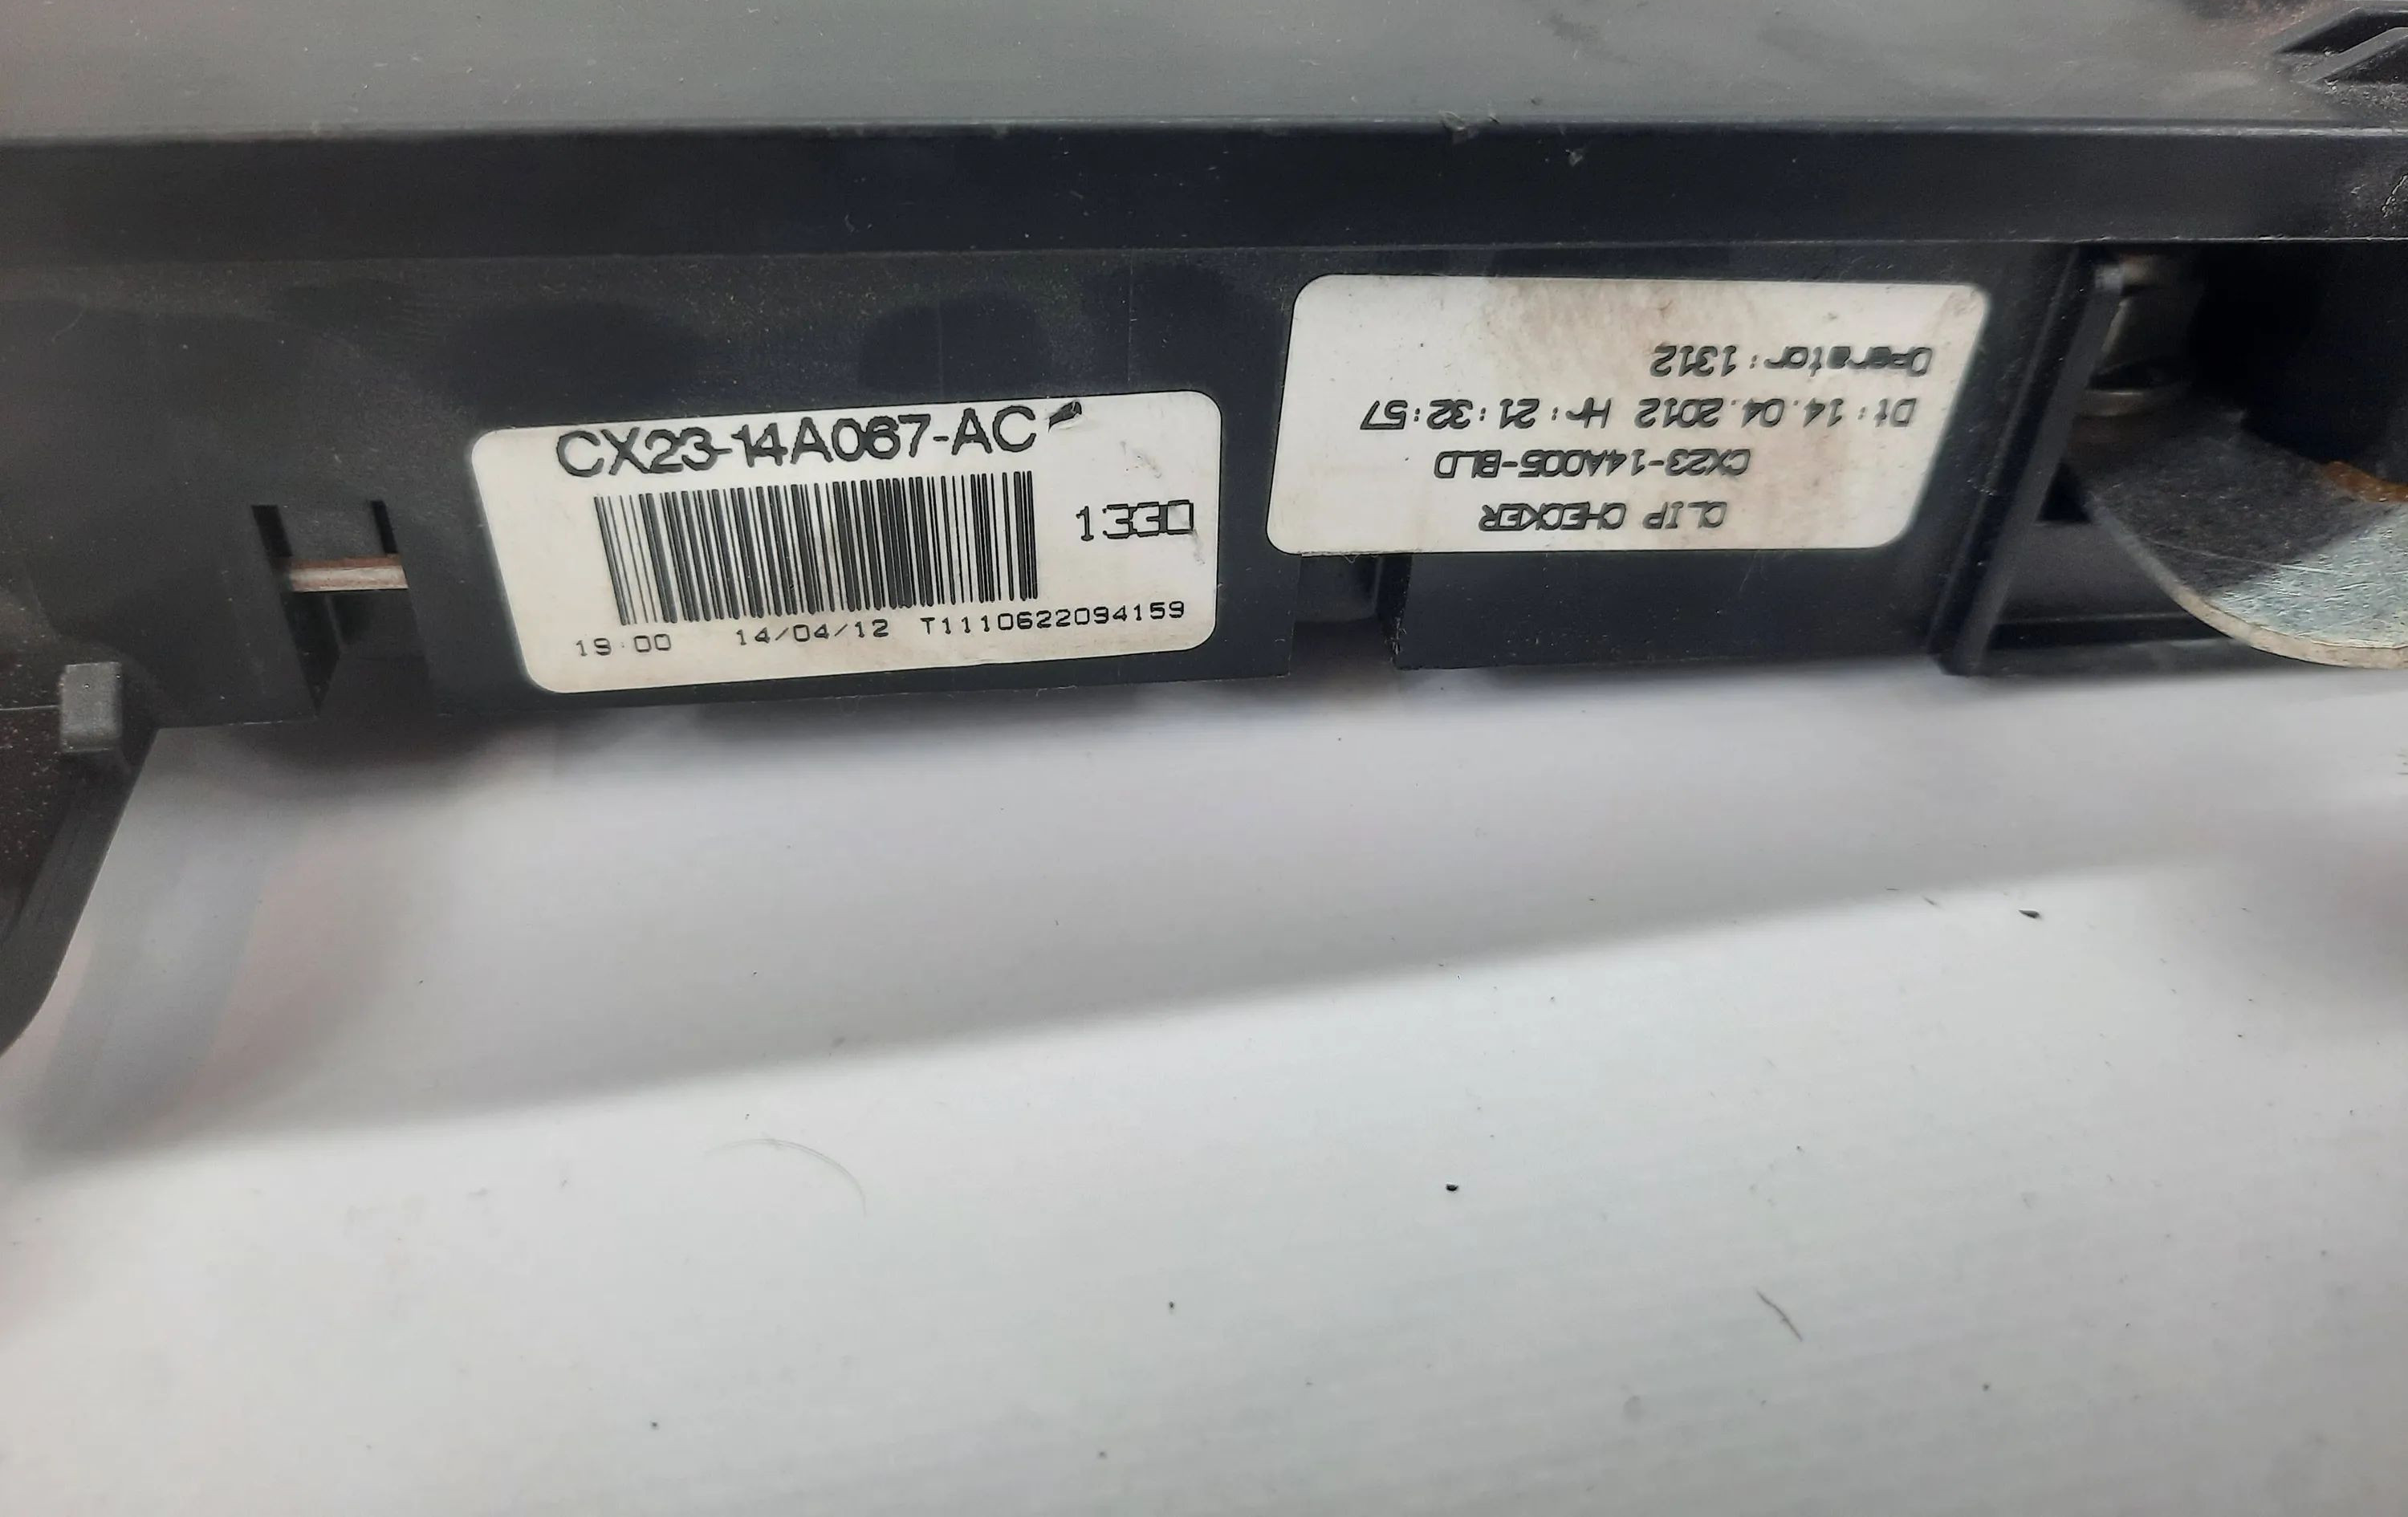 CX23-14A067-AC
1330
19:00 14/04/12 T1110622094159
CLIP CHECKER
CX23-14A005-BLD
Dt:14.04.2012 Hr:21:32:57
Operator:1312